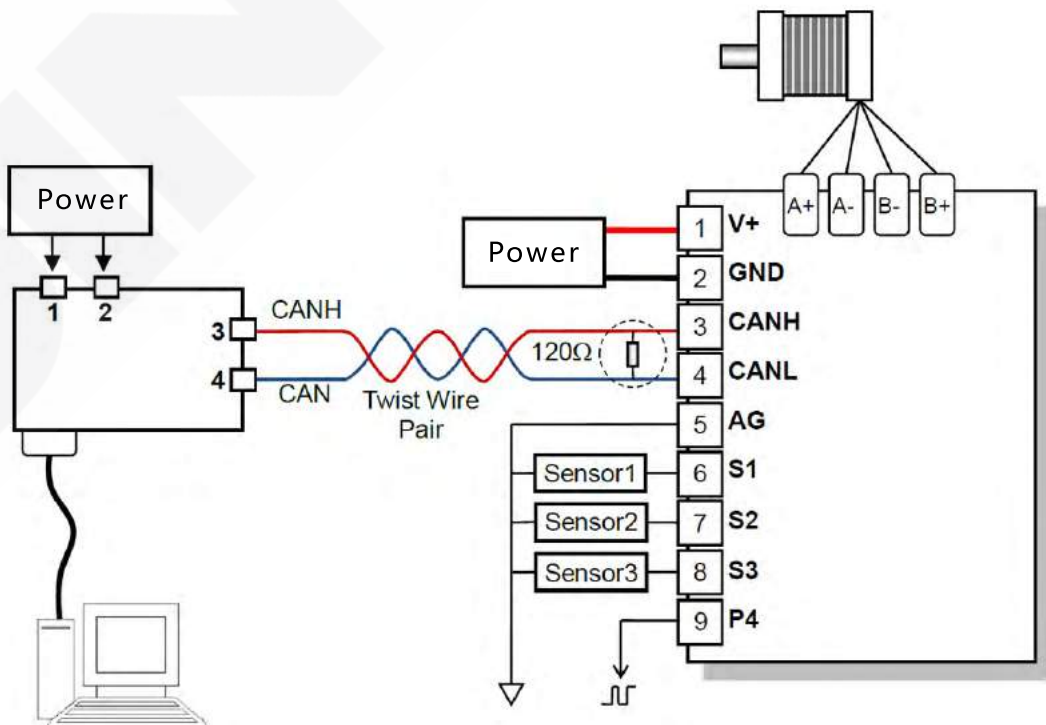 A+ A- B- B+
Power
1 2
3 CANH
4 CAN
Twist Wire
Pair
120Ω
Power
1 V+
2 GND
3 CANH
4 CANL
5 AG
Sensor1 6 S1
Sensor2 7 S2
Sensor3 8 S3
9 P4